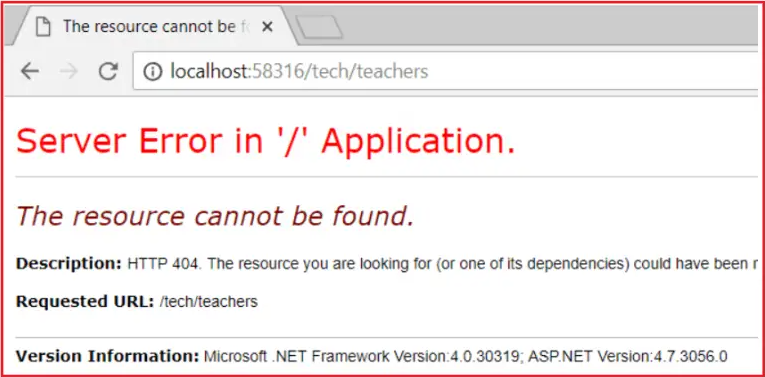 The resource cannot be f
localhost:58316/tech/teachers
Server Error in '/' Application.
The resource cannot be found.
Description: HTTP 404. The resource you are looking for (or one of its dependencies) could have been
Requested URL: /tech/teachers
Version Information: Microsoft .NET Framework Version:4.0.30319; ASP.NET Version:4.7.3056.0